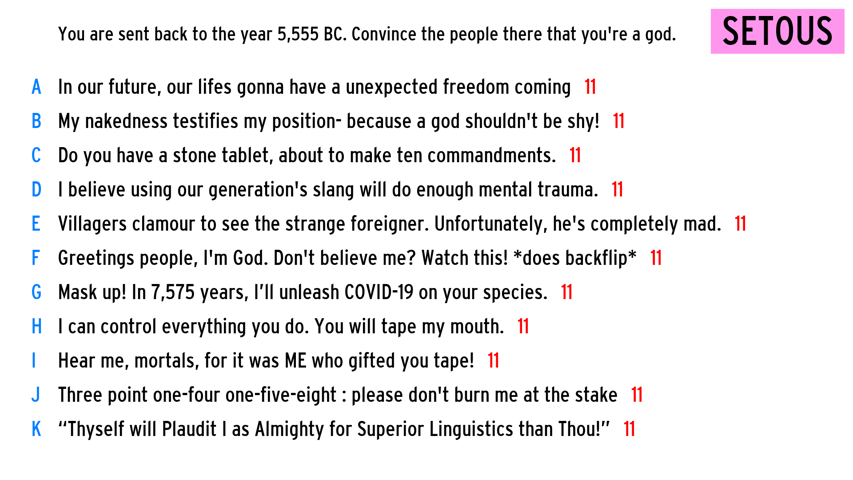 You are sent back to the year 5,555 BC. Convince the people there that you're a god.
SETOUS
A In our future, our lifes gonna have a unexpected freedom coming 11
B My nakedness testifies my position- because a god shouldn't be shy! 11
C Do you have a stone tablet, about to make ten commandments. 11
D I believe using our generation's slang will do enough mental trauma. 11
E Villagers clamour to see the strange foreigner. Unfortunately, he's completely mad. 11
F Greetings people, I'm God. Don't believe me? Watch this! *does backflip* 11
G Mask up! In 7,575 years, I’ll unleash COVID-19 on your species. 11
H I can control everything you do. You will tape my mouth. 11
I Hear me, mortals, for it was ME who gifted you tape! 11
J Three point one-four one-five-eight : please don't burn me at the stake 11
K “Thyself will Plaudit I as Almighty for Superior Linguistics than Thou!” 11